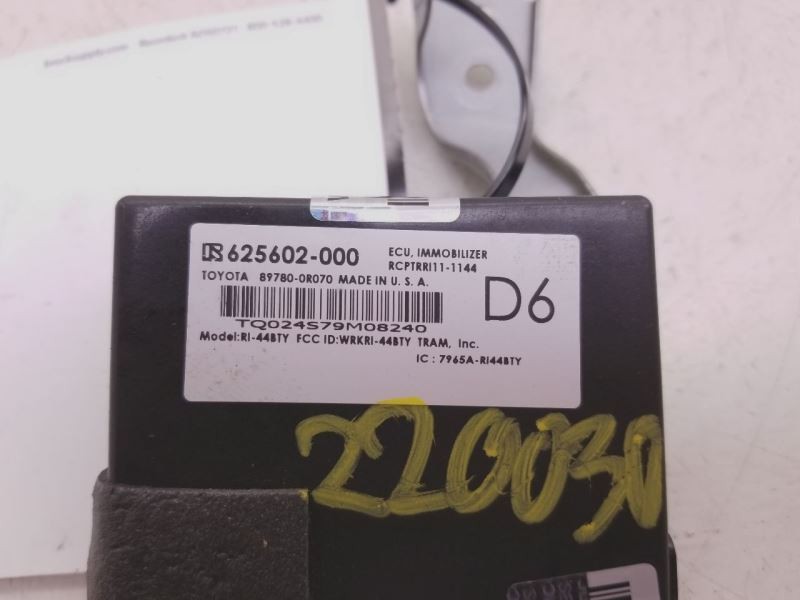 625602-000
ECU, IMMOBILIZER
RCPTRRI11-1144
TOYOTA 89780-0R070 MADE IN U. S. A.
D6
TQ024S79M08240
Model:RI-44BTY FCC ID:WRKRI-44BTY TRAM, Inc.
IC : 7965A-RI44BTY
220030